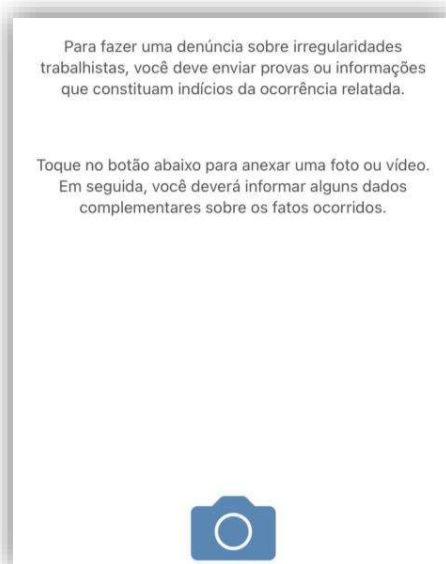 Para fazer uma denúncia sobre irregularidades
trabalhistas, você deve enviar provas ou informações
que constituam indícios da ocorrência relatada.
Toque no botão abaixo para anexar uma foto ou vídeo.
Em seguida, você deverá informar alguns dados
complementares sobre os fatos ocorridos.